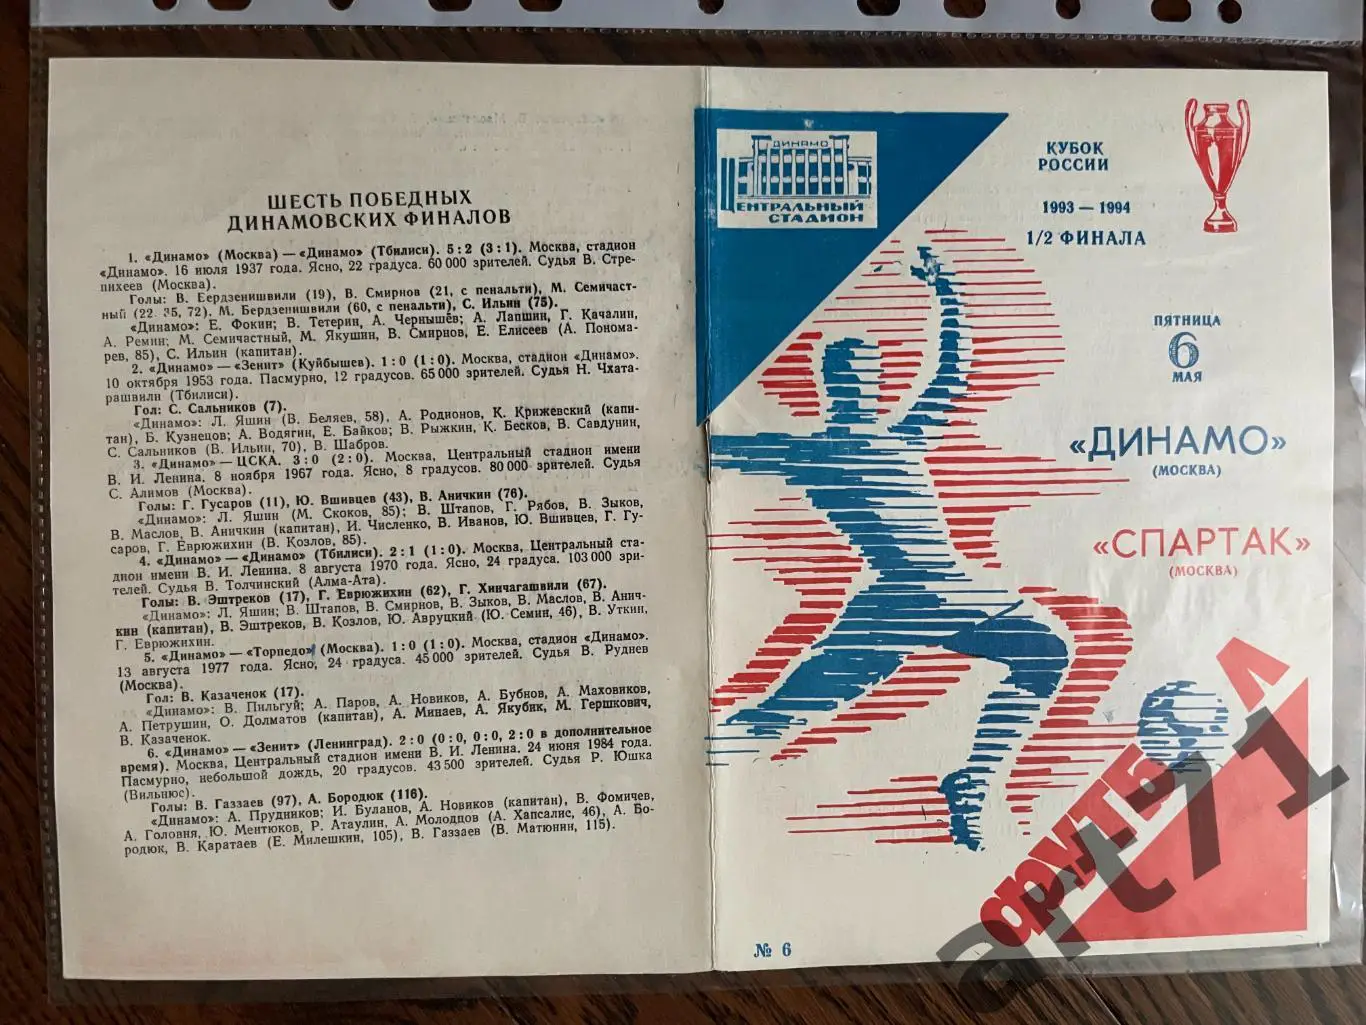 ШЕСТЬ ПОБЕДНЫХ
ДИНАМОВСКИХ ФИНАЛОВ
1. «Динамо» (Москва) — «Динамо» (Тбилиси). 5:2 (3:1). Москва, стадион
«Динамо». 16 июля 1937 года. Ясно, 22 градуса. 60 000 зрителей. Судья В. Стре-
пихеев (Москва).
Голы: В. Бердзенишвили (19), В. Смирнов (21, с пенальти), М. Семичаст-
ный (22, 35, 72). М. Бердзенишвили (60, с пенальти), С. Ильин (75).
«Динамо»: Е. Фокин; В. Тетерин, А. Чернышёв; А. Лапшин, Г. Качалин,
А. Ремин; М. Семичастный, М. Якушин, В. Смирнов, Е. Елисеев (А. Понома-
рев, 85), С. Ильин (капитан).
2. «Динамо» — «Зенит» (Куйбышев). 1:0 (1:0). Москва, стадион «Динамо».
10 октября 1953 года. Пасмурно, 12 градусов. 65 000 зрителей. Судья Н. Чхата-
рашвили (Тбилиси).
Гол: С. Сальников (7).
«Динамо»: Л. Яшин (В. Беляев, 58), А. Родионов, К. Крижевский (капи-
тан), Б. Кузнецов; А. Водягин, Е. Байков; В. Рыжкин, К. Бесков, В. Савдунин,
С. Сальников (В. Ильин, 70), В. Шабров.
3. «Динамо» — ЦСКА. 3:0 (2:0). Москва, Центральный стадион имени
В. И. Ленина. 8 ноября 1967 года. Ясно, 8 градусов. 80 000 зрителей. Судья
С. Алимов (Москва).
Голы: Г. Гусаров (11), Ю. Вшивцев (43), В. Аничкин (76).
«Динамо»: Л. Яшин (М. Скоков, 85); В. Штапов, Г. Рябов, В. Зыков,
В. Маслов, В. Аничкин (капитан), И. Численко, В. Иванов, Ю. Вшивцев, Г. Гу-
саров, Г. Еврюжихин (В. Козлов, 85).
4. «Динамо» — «Динамо» (Тбилиси). 2:1 (1:0). Москва, Центральный ста-
дион имени В. И. Ленина. 8 августа 1970 года. Ясно, 24 градуса. 103 000 зри-
телей. Судья В. Толчинский (Алма-Ата).
Голы: В. Эштреков (17), Г. Еврюжихин (62), Г. Хинчагашвили (67).
«Динамо»: Л. Яшин; В. Штапов, В. Смирнов, В. Зыков, В. Маслов, В. Анич-
кин (капитан), В. Эштреков, В. Козлов, Ю. Авруцкий (Ю. Семин, 46), В. Уткин,
Г. Еврюжихин.
5. «Динамо» — «Торпедо» (Москва). 1:0 (1:0). Москва, стадион «Динамо».
13 августа 1977 года. Ясно, 24 градуса. 45 000 зрителей. Судья В. Руднев
(Москва).
Гол: В. Казаченок (17).
«Динамо»: В. Пильгуй; А. Паров, А. Новиков, А. Бубнов, А. Маховиков,
А. Петрушин, О. Долматов (капитан), А. Минаев, А. Якубик, М. Гершкович,
В. Казаченок.
6. «Динамо» — «Зенит» (Ленинград). 2:0 (0:0, 0:0, 2:0 в дополнительное
время). Москва, Центральный стадион имени В. И. Ленина. 24 июня 1984 года.
Пасмурно, небольшой дождь, 20 градусов. 43 500 зрителей. Судья Р. Юшка
(Вильнюс).
Голы: В. Газзаев (97), А. Бородюк (116).
«Динамо»: А. Прудников; И. Буланов, А. Новиков (капитан), В. Фомичев,
А. Головня, Ю. Ментюков, Р. Атаулин, А. Молодцов (А. Хапсалис, 46), А. Бо-
родюк, В. Каратаев (Е. Милешкин, 105), В. Газзаев (В. Матюнин, 115).
ДИНАМО
ЦЕНТРАЛЬНЫЙ
СТАДИОН
КУБОК
РОССИИ
1993 — 1994
1/2 ФИНАЛА
ПЯТНИЦА
6
МАЯ
«ДИНАМО»
(МОСКВА)
«СПАРТАК»
(МОСКВА)
ФУТБОЛ
№ 6
art71